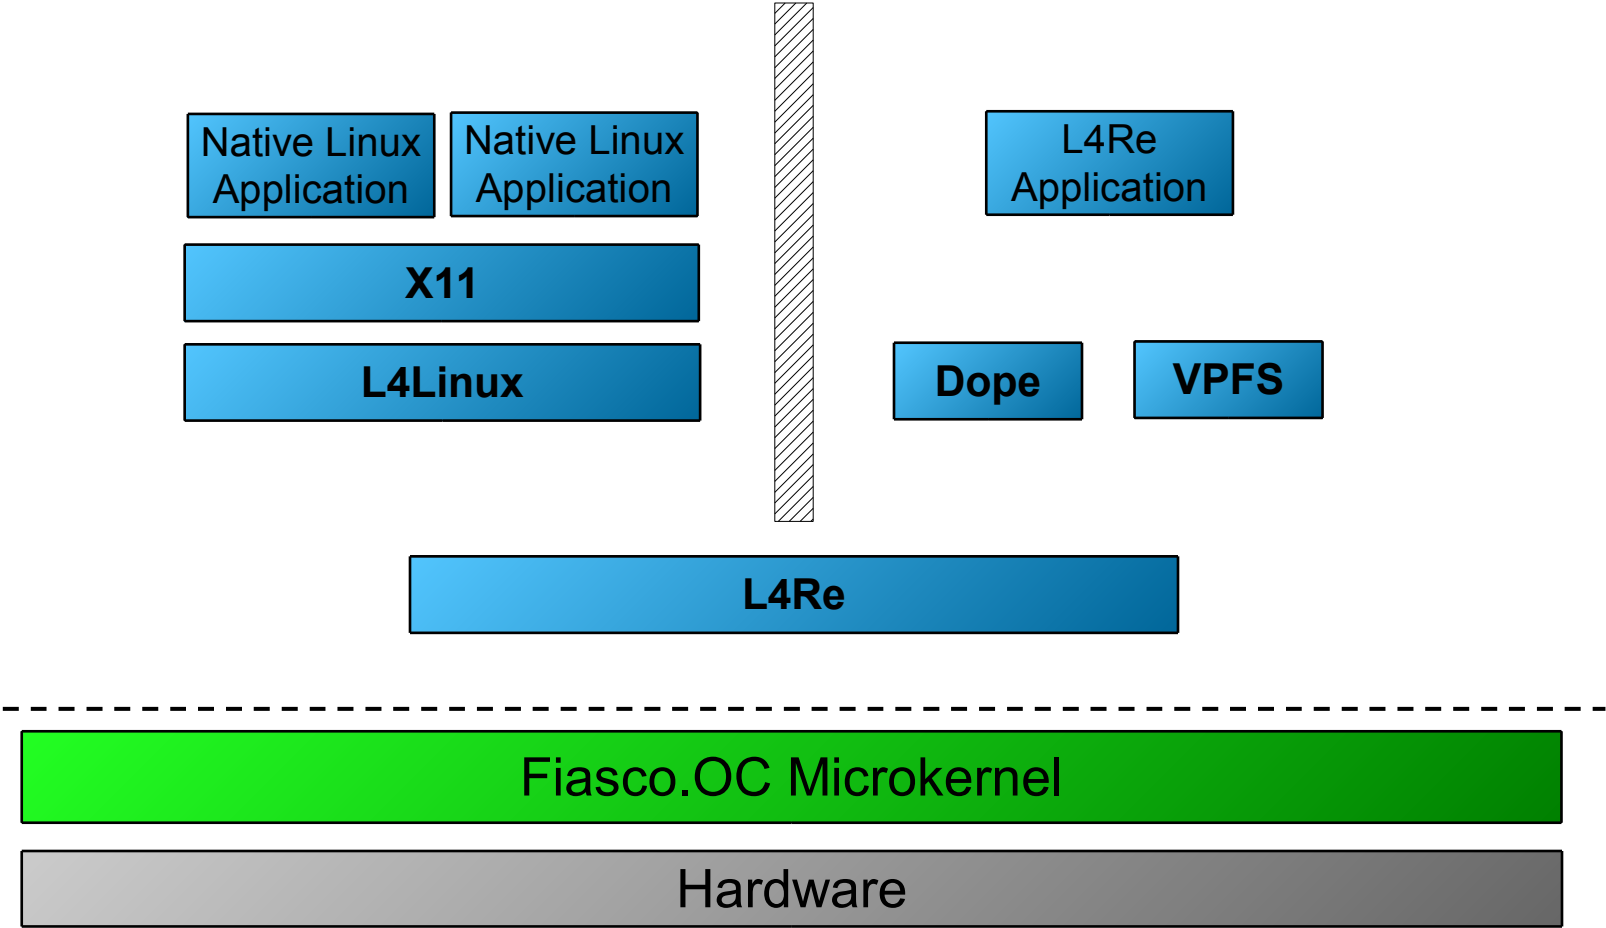 Native Linux
Application
Native Linux
Application
L4Re
Application
X11
L4Linux
Dope
VPFS
L4Re
Fiasco.OC Microkernel
Hardware